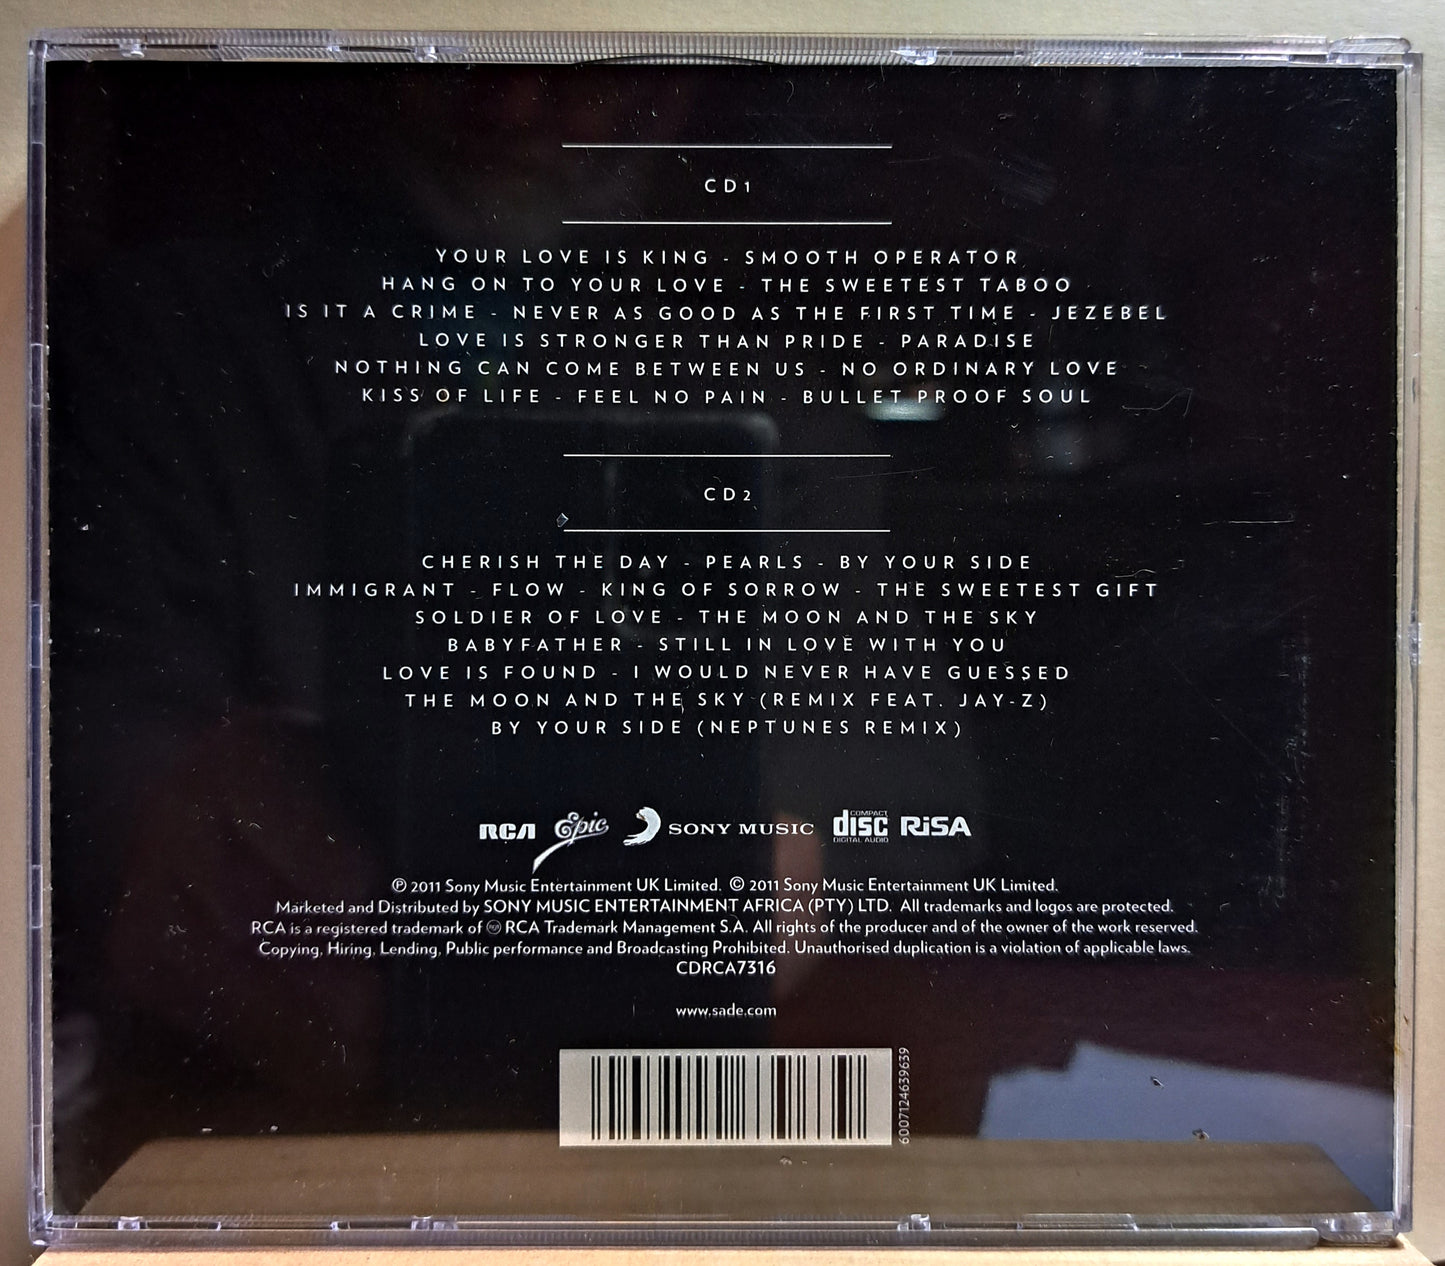 CD1
YOUR LOVE IS KING - SMOOTH OPERATOR
HANG ON TO YOUR LOVE - THE SWEETEST TABOO
IS IT A CRIME - NEVER AS GOOD AS THE FIRST TIME - JEZEBEL
LOVE IS STRONGER THAN PRIDE - PARADISE
NOTHING CAN COME BETWEEN US - NO ORDINARY LOVE
KISS OF LIFE - FEEL NO PAIN - BULLET PROOF SOUL
CD2
CHERISH THE DAY - PEARLS - BY YOUR SIDE
IMMIGRANT - FLOW - KING OF SORROW - THE SWEETEST GIFT
SOLDIER OF LOVE - THE MOON AND THE SKY
BABYFATHER - STILL IN LOVE WITH YOU
LOVE IS FOUND - I WOULD NEVER HAVE GUESSED
THE MOON AND THE SKY (REMIX FEAT. JAY-Z)
BY YOUR SIDE (NEPTUNES REMIX)
RCA Epic SONY MUSIC COMPACT disc DIGITAL AUDIO RiSA
℗ 2011 Sony Music Entertainment UK Limited. © 2011 Sony Music Entertainment UK Limited.
Marketed and Distributed by SONY MUSIC ENTERTAINMENT AFRICA (PTY) LTD. All trademarks and logos are protected.
RCA is a registered trademark of RCA Trademark Management S.A. All rights of the producer and of the owner of the work reserved.
Copying, Hiring, Lending, Public performance and Broadcasting Prohibited. Unauthorised duplication is a violation of applicable laws.
CDRCA7316
www.sade.com
6007124639639